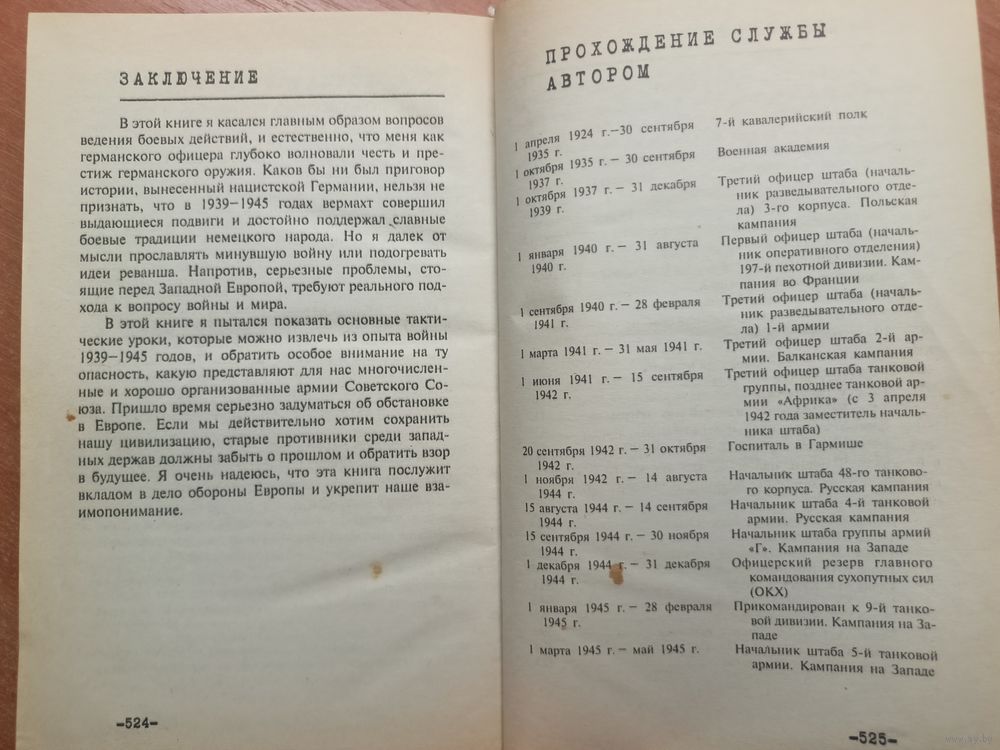 ЗАКЛЮЧЕНИЕ
В этой книге я касался главным образом вопросов
ведения боевых действий, и естественно, что меня как
германского офицера глубоко волновали честь и пре-
стиж германского оружия. Каков бы ни был приговор
истории, вынесенный нацистской Германии, нельзя не
признать, что в 1939—1945 годах вермахт совершил
выдающиеся подвиги и достойно поддержал славные
боевые традиции немецкого народа. Но я далек от
мысли прославлять минувшую войну или подогревать
идеи реванша. Напротив, серьезные проблемы, сто-
ящие перед Западной Европой, требуют реального под-
хода к вопросу войны и мира.
В этой книге я пытался показать основные такти-
ческие уроки, которые можно извлечь из опыта войны
1939—1945 годов, и обратить особое внимание на ту
опасность, какую представляют для нас многочислен-
ные и хорошо организованные армии Советского Со-
юза. Пришло время серьезно задуматься об обстановке
в Европе. Если мы действительно хотим сохранить
нашу цивилизацию, старые противники среди запад-
ных держав должны забыть о прошлом и обратить взор
в будущее. Я очень надеюсь, что эта книга послужит
вкладом в дело обороны Европы и укрепит наше вза-
имопонимание.
-524-
ПРОХОЖДЕНИЕ СЛУЖБЫ
АВТОРОМ
1 апреля 1924 г.—30 сентября 7-й кавалерийский полк
1935 г.
1 октября 1935 г. — 30 сентября Военная академия
1937 г.
1 октября 1937 г. — 31 декабря Третий офицер штаба (началь-
1939 г. ник разведывательного отде-
ла) 3-го корпуса. Польская
кампания
1 января 1940 г. — 31 августа Первый офицер штаба (началь-
1940 г. ник оперативного отделения)
197-й пехотной дивизии. Кам-
пания во Франции
1 сентября 1940 г. — 28 февраля Третий офицер штаба (началь-
1941 г. ник разведывательного отде-
ла) 1-й армии
1 марта 1941 г. — 31 мая 1941 г. Третий офицер штаба 2-й ар-
мии. Балканская кампания
1 июня 1941 г. — 15 сентября Третий офицер штаба танковой
1942 г. группы, позднее танковой ар-
мии «Африка» (с 3 апреля
1942 года заместитель началь-
ника штаба)
20 сентября 1942 г. — 31 октября Госпиталь в Гармише
1942 г.
1 ноября 1942 г. — 14 августа Начальник штаба 48-го танково-
1944 г. го корпуса. Русская кампания
15 августа 1944 г. — 14 сентября Начальник штаба 4-й танковой
1944 г. армии. Русская кампания
15 сентября 1944 г. — 30 ноября Начальник штаба группы армий
1944 г. «Г». Кампания на Западе
1 декабря 1944 г. — 31 декабря Офицерский резерв главного
1944 г. командования сухопутных сил
(ОКХ)
1 января 1945 г. — 28 февраля Прикомандирован к 9-й танко-
1945 г. вой дивизии. Кампания на За-
паде
1 марта 1945 г. — май 1945 г. Начальник штаба 5-й танковой
армии. Кампания на Западе
-525-
www.ay.by